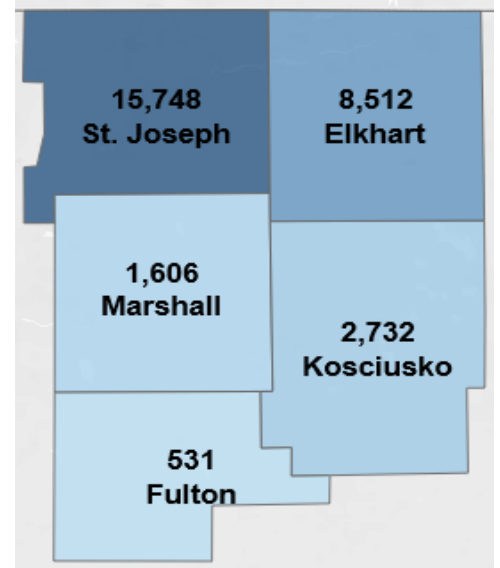 15,748
St. Joseph
8,512
Elkhart
1,606
Marshall
2,732
Kosciusko
531
Fulton